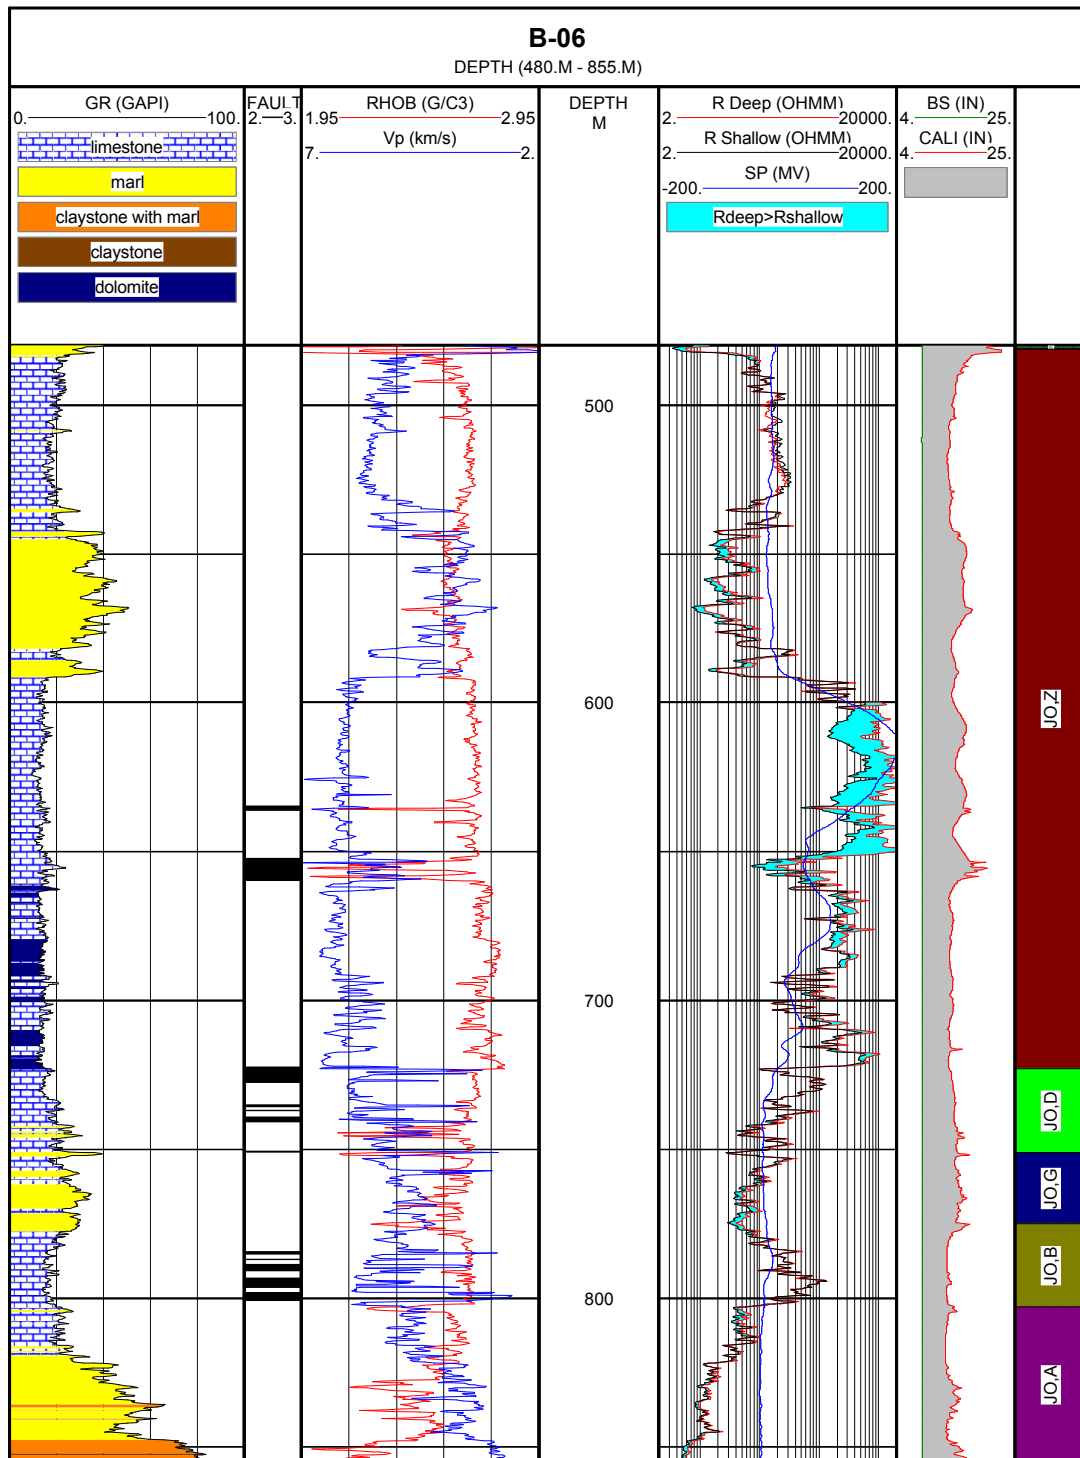 B-06
DEPTH (480.M - 855.M)
GR (GAPI)
0. 100.
limestone
marl
claystone with marl
claystone
dolomite
FAULT
2. 3.
RHOB (G/C3)
1.95 2.95
Vp (km/s)
7. 2.
DEPTH
M
R Deep (OHMM)
2. 20000.
R Shallow (OHMM)
2. 20000.
SP (MV)
-200. 200.
Rdeep>Rshallow
BS (IN)
4. 25.
CALI (IN)
4. 25.
500
600
700
800
JO,Z
JO,D
JO,G
JO,B
JO,A